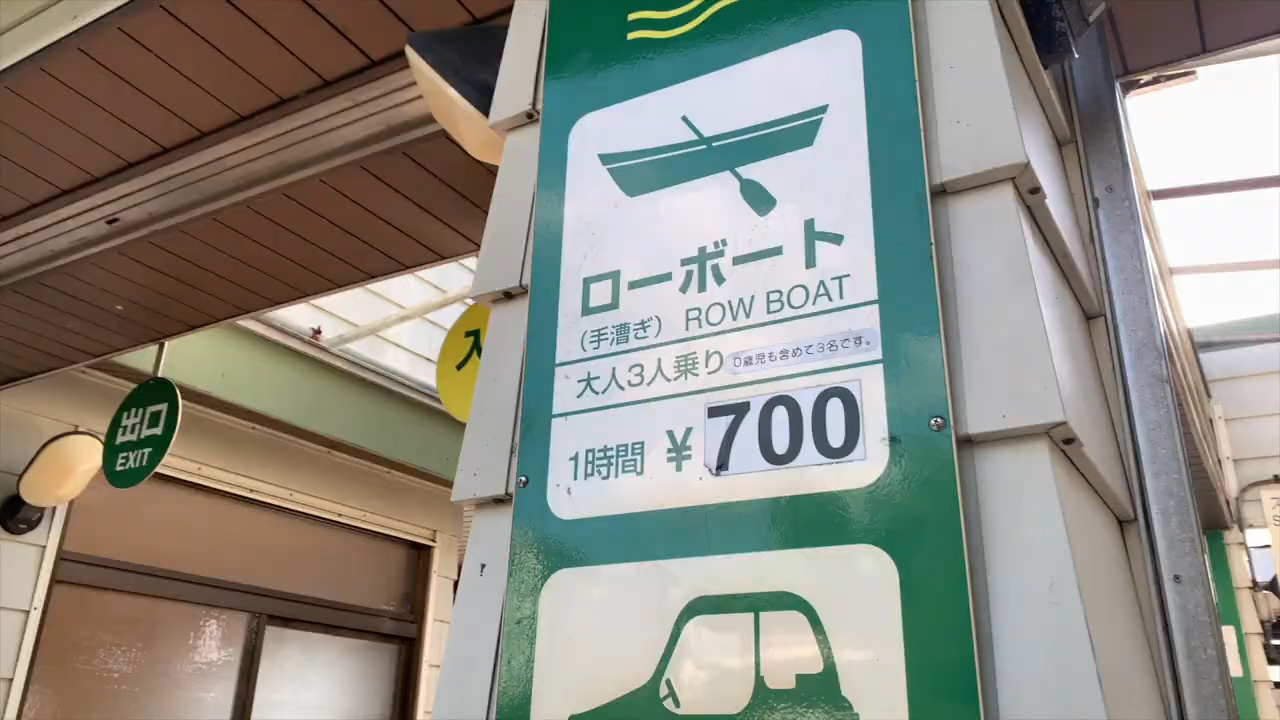 ローボート
(手漕ぎ) ROW BOAT
大人3人乗り 0歳児も含めて3名です。
1時間 ¥700
出口
EXIT
入